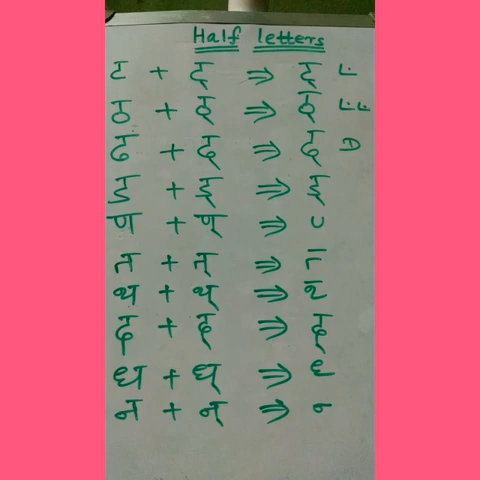 Half letters
ट + ट् ⇒ ट्
ठ + ठ् ⇒ ठ्
ढ + ढ् ⇒ ढ्
ड + ड् ⇒ ड्
ण + ण् ⇒ ण्‍
त + त् ⇒ त्‍
थ + थ् ⇒ थ्‍
द + द् ⇒ द्
ध + ध् ⇒ ध्‍
न + न् ⇒ न्‍